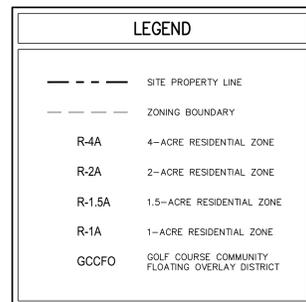 LEGEND
SITE PROPERTY LINE
ZONING BOUNDARY
R-4A 4-ACRE RESIDENTIAL ZONE
R-2A 2-ACRE RESIDENTIAL ZONE
R-1.5A 1.5-ACRE RESIDENTIAL ZONE
R-1A 1-ACRE RESIDENTIAL ZONE
GCCFO GOLF COURSE COMMUNITY
FLOATING OVERLAY DISTRICT